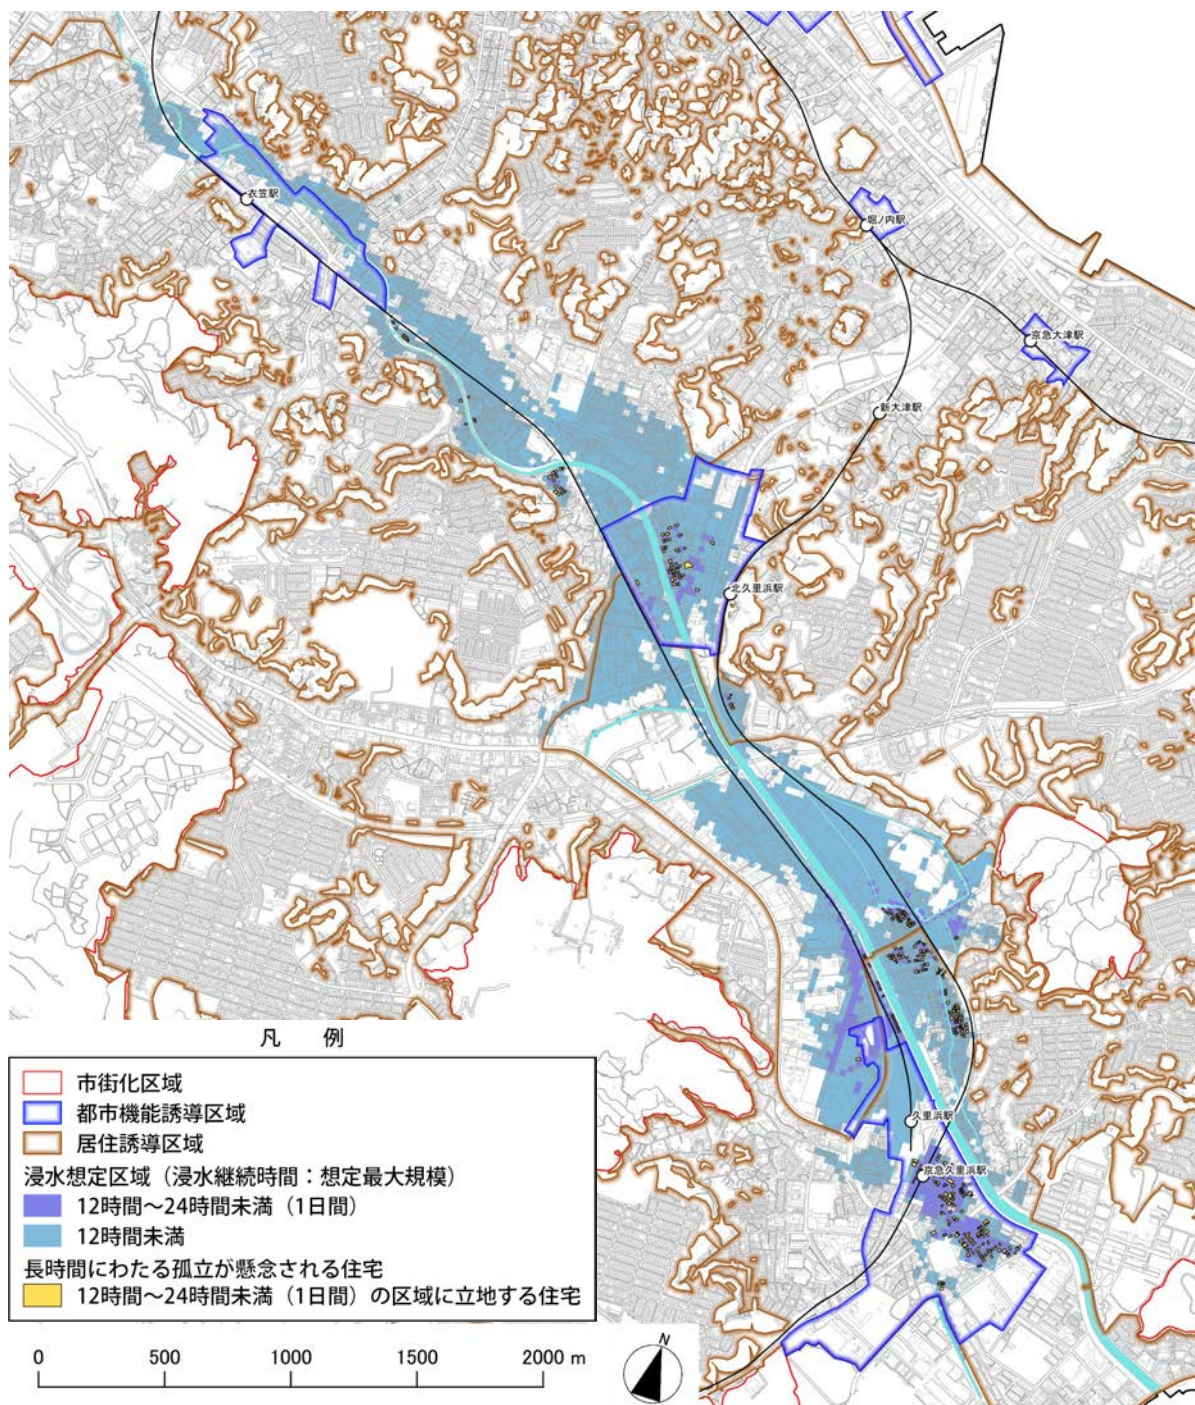 衣笠駅
堀ノ内駅
京急大津駅
新大津駅
北久里浜駅
久里浜駅
京急久里浜駅
凡　例
市街化区域
都市機能誘導区域
居住誘導区域
浸水想定区域（浸水継続時間：想定最大規模）
12時間～24時間未満（1日間）
12時間未満
長時間にわたる孤立が懸念される住宅
12時間～24時間未満（1日間）の区域に立地する住宅
0 500 1000 1500 2000 m
N